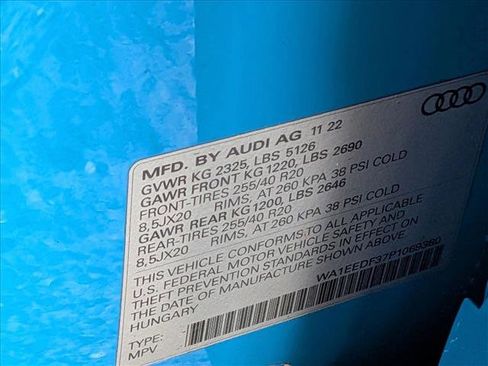 MFD. BY AUDI AG 11 22
GVWR KG 2325, LBS 5126
GAWR FRONT KG 1220, LBS 2690
FRONT-TIRES 255/40 R20
8,5JX20 RIMS, AT 260 KPA 38 PSI COLD
GAWR REAR KG 1200, LBS 2646
REAR-TIRES 255/40 R20
8,5JX20 RIMS, AT 260 KPA 38 PSI COLD
THIS VEHICLE CONFORMS TO ALL APPLICABLE
U.S. FEDERAL MOTOR VEHICLE SAFETY AND
THEFT PREVENTION STANDARDS IN EFFECT ON
THE DATE OF MANUFACTURE SHOWN ABOVE.
HUNGARY
WA1EEDF37P1069360
TYPE:
MPV